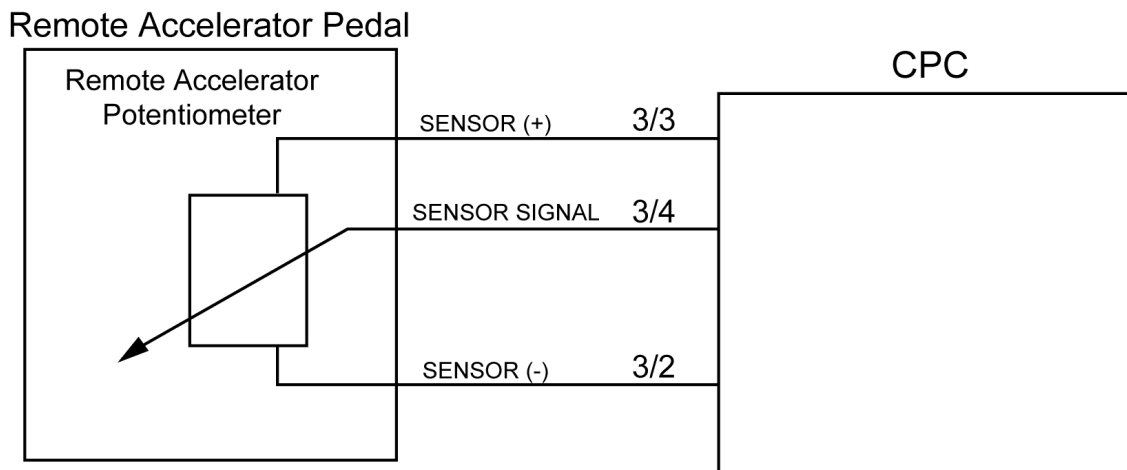 Remote Accelerator Pedal
Remote Accelerator
Potentiometer
CPC
SENSOR (+) 3/3
SENSOR SIGNAL 3/4
SENSOR (-) 3/2